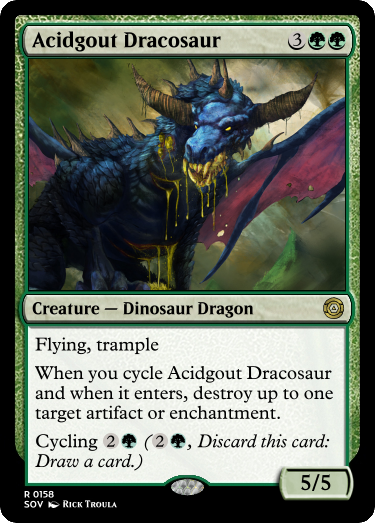 Acidgout Dracosaur 3
Creature — Dinosaur Dragon
Flying, trample
When you cycle Acidgout Dracosaur
and when it enters, destroy up to one
target artifact or enchantment.
Cycling 2 (2, Discard this card:
Draw a card.)
5/5
R 0158
SOV Rick Troula